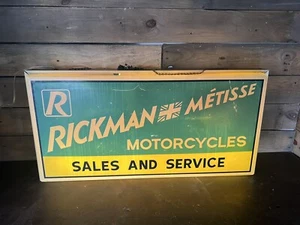 R
RICKMAN MÉTISSE
MOTORCYCLES
SALES AND SERVICE